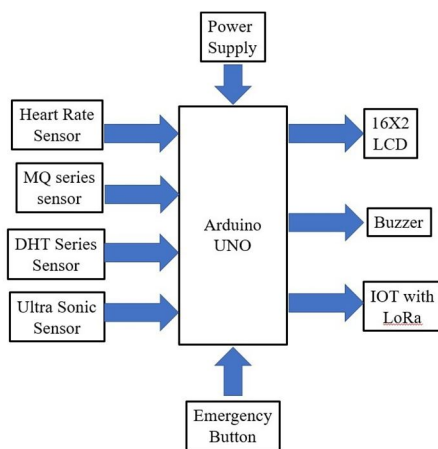 Power
Supply
Heart Rate
Sensor
16X2
LCD
MQ series
sensor
Arduino
UNO
Buzzer
DHT Series
Sensor
Ultra Sonic
Sensor
IOT with
LoRa
Emergency
Button